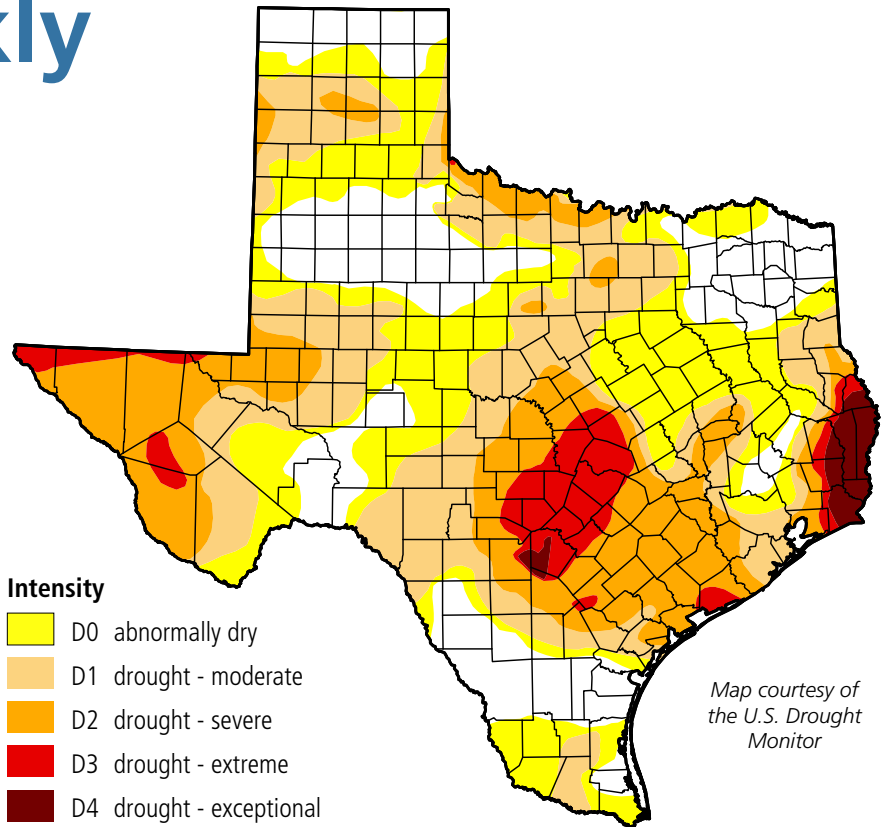 kly
Intensity
D0 abnormally dry
D1 drought - moderate
D2 drought - severe
D3 drought - extreme
D4 drought - exceptional
Map courtesy of
the U.S. Drought
Monitor